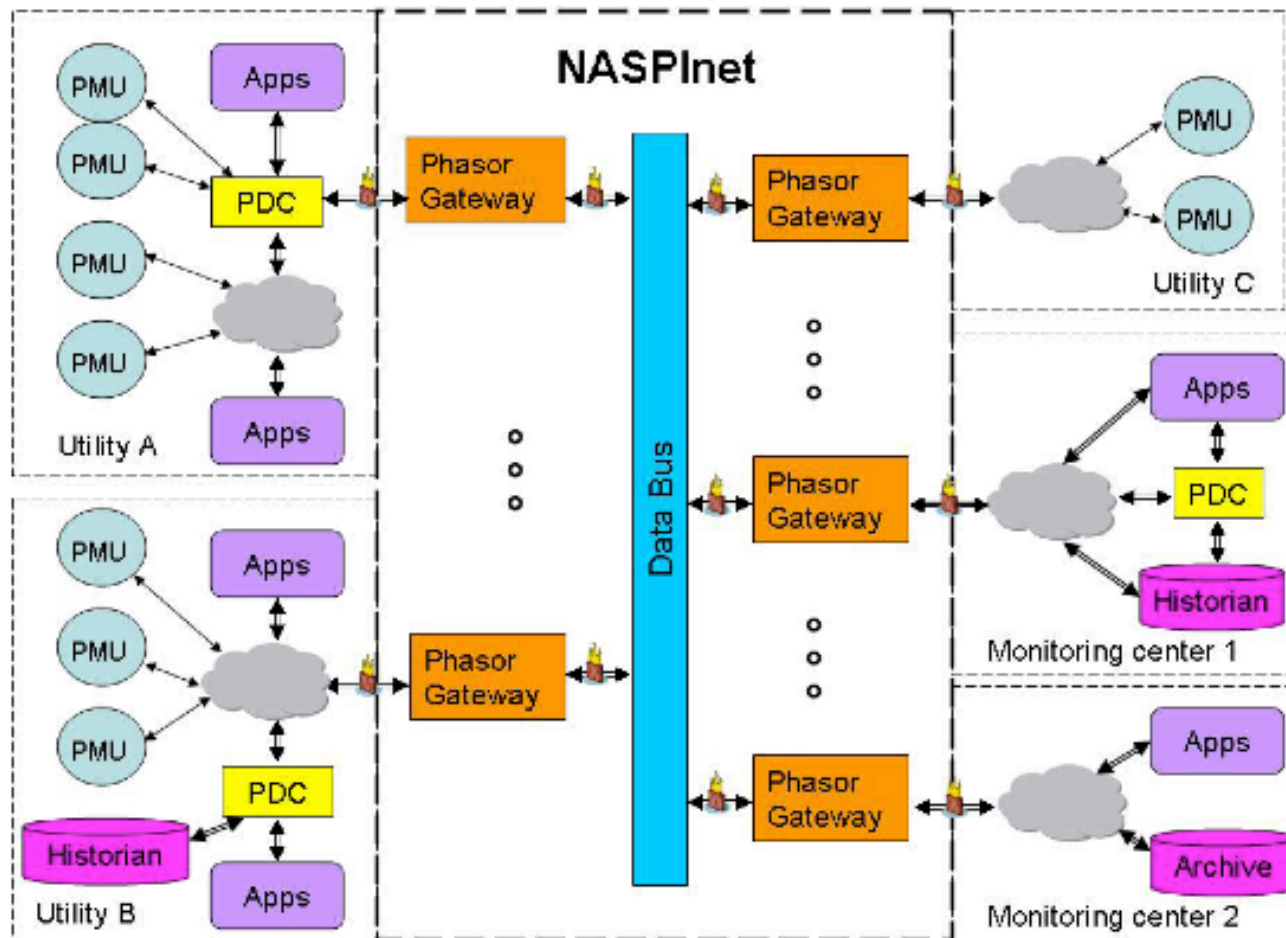 NASPInet
PMU
Apps
PMU
PDC
PMU
PMU
Apps
Utility A
PMU
Apps
PMU
PMU
PDC
Historian
Apps
Utility B
Phasor
Gateway
Phasor
Gateway
Data Bus
Phasor
Gateway
Phasor
Gateway
Phasor
Gateway
PMU
PMU
Utility C
Apps
PDC
Historian
Monitoring center 1
Apps
Archive
Monitoring center 2